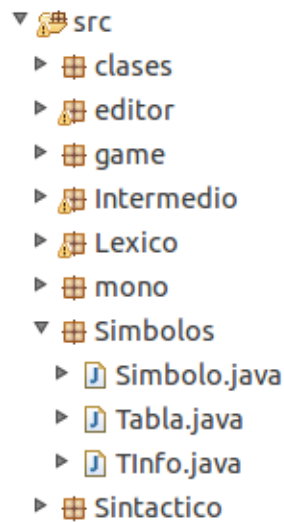 src
clases
editor
game
Intermedio
Lexico
mono
Simbolos
Simbolo.java
Tabla.java
TInfo.java
Sintactico